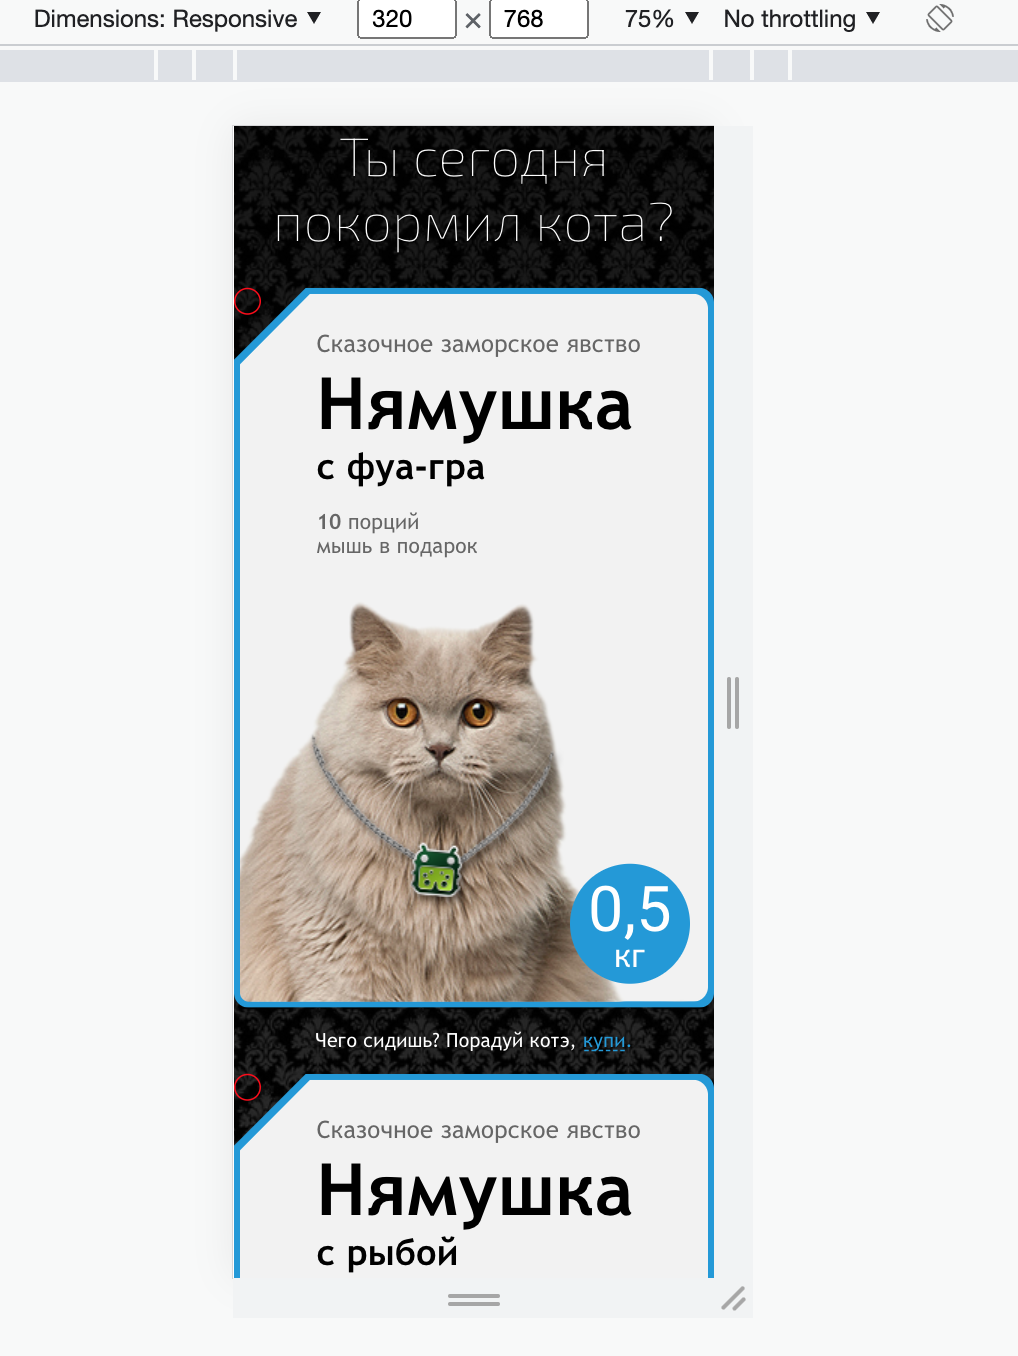 Dimensions: Responsive ▼ 320 × 768 75% ▼ No throttling ▼
Ты сегодня
покормил кота?
Сказочное заморское явство
Нямушка
с фуа-гра
10 порций
мышь в подарок
0,5
кг
Чего сидишь? Порадуй котэ, купи.
Сказочное заморское явство
Нямушка
с рыбой